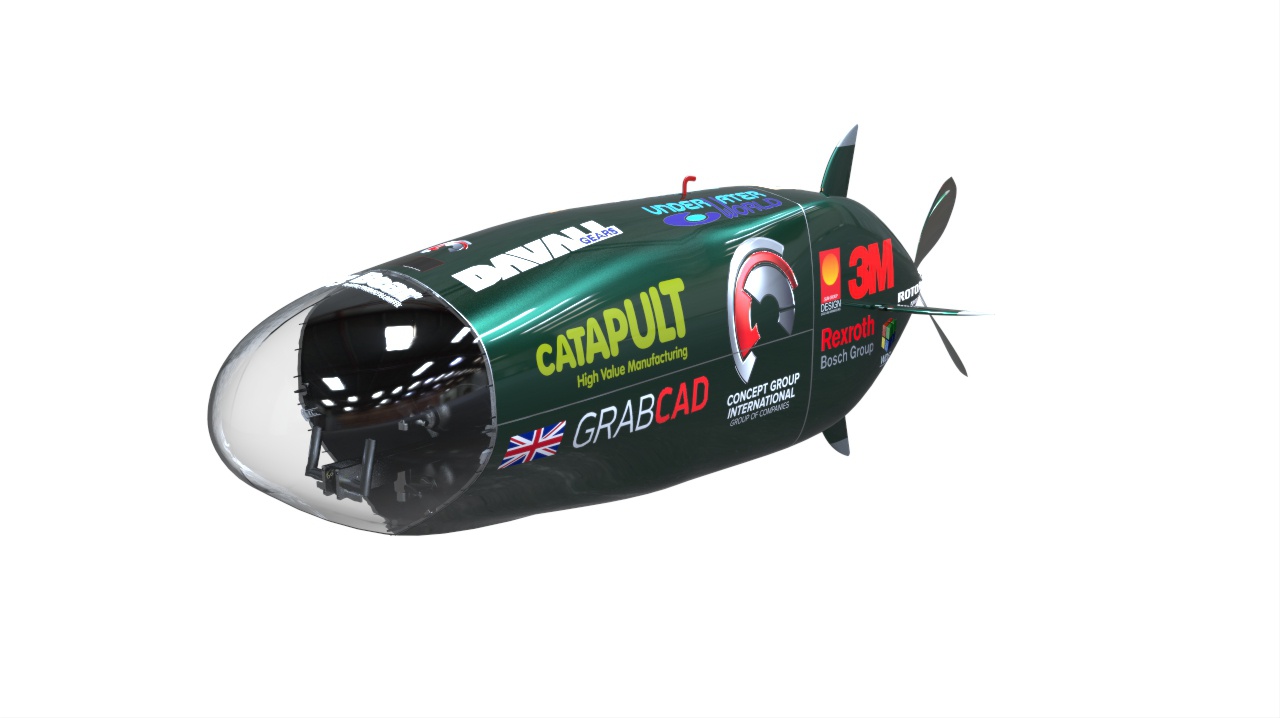 DAVALL
GEARS
UNDERWATER
WORLD
CATAPULT
High Value Manufacturing
GRABCAD
CONCEPT GROUP
INTERNATIONAL
GROUP OF COMPANIES
DESIGN
3M
Rexroth
Bosch Group
ROTO